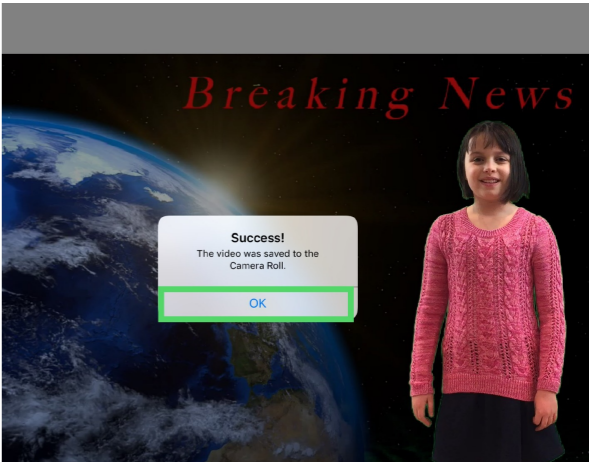 Breaking News
Success!
The video was saved to the
Camera Roll.
OK